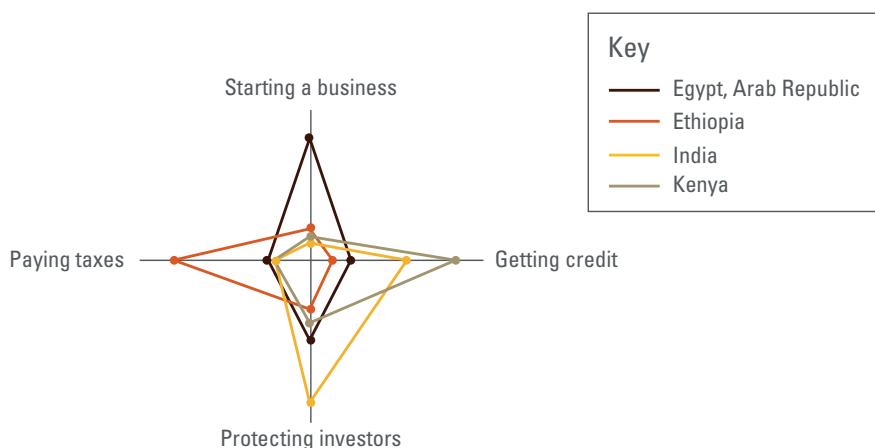 Key
Egypt, Arab Republic
Ethiopia
India
Kenya
Starting a business
Paying taxes
Getting credit
Protecting investors